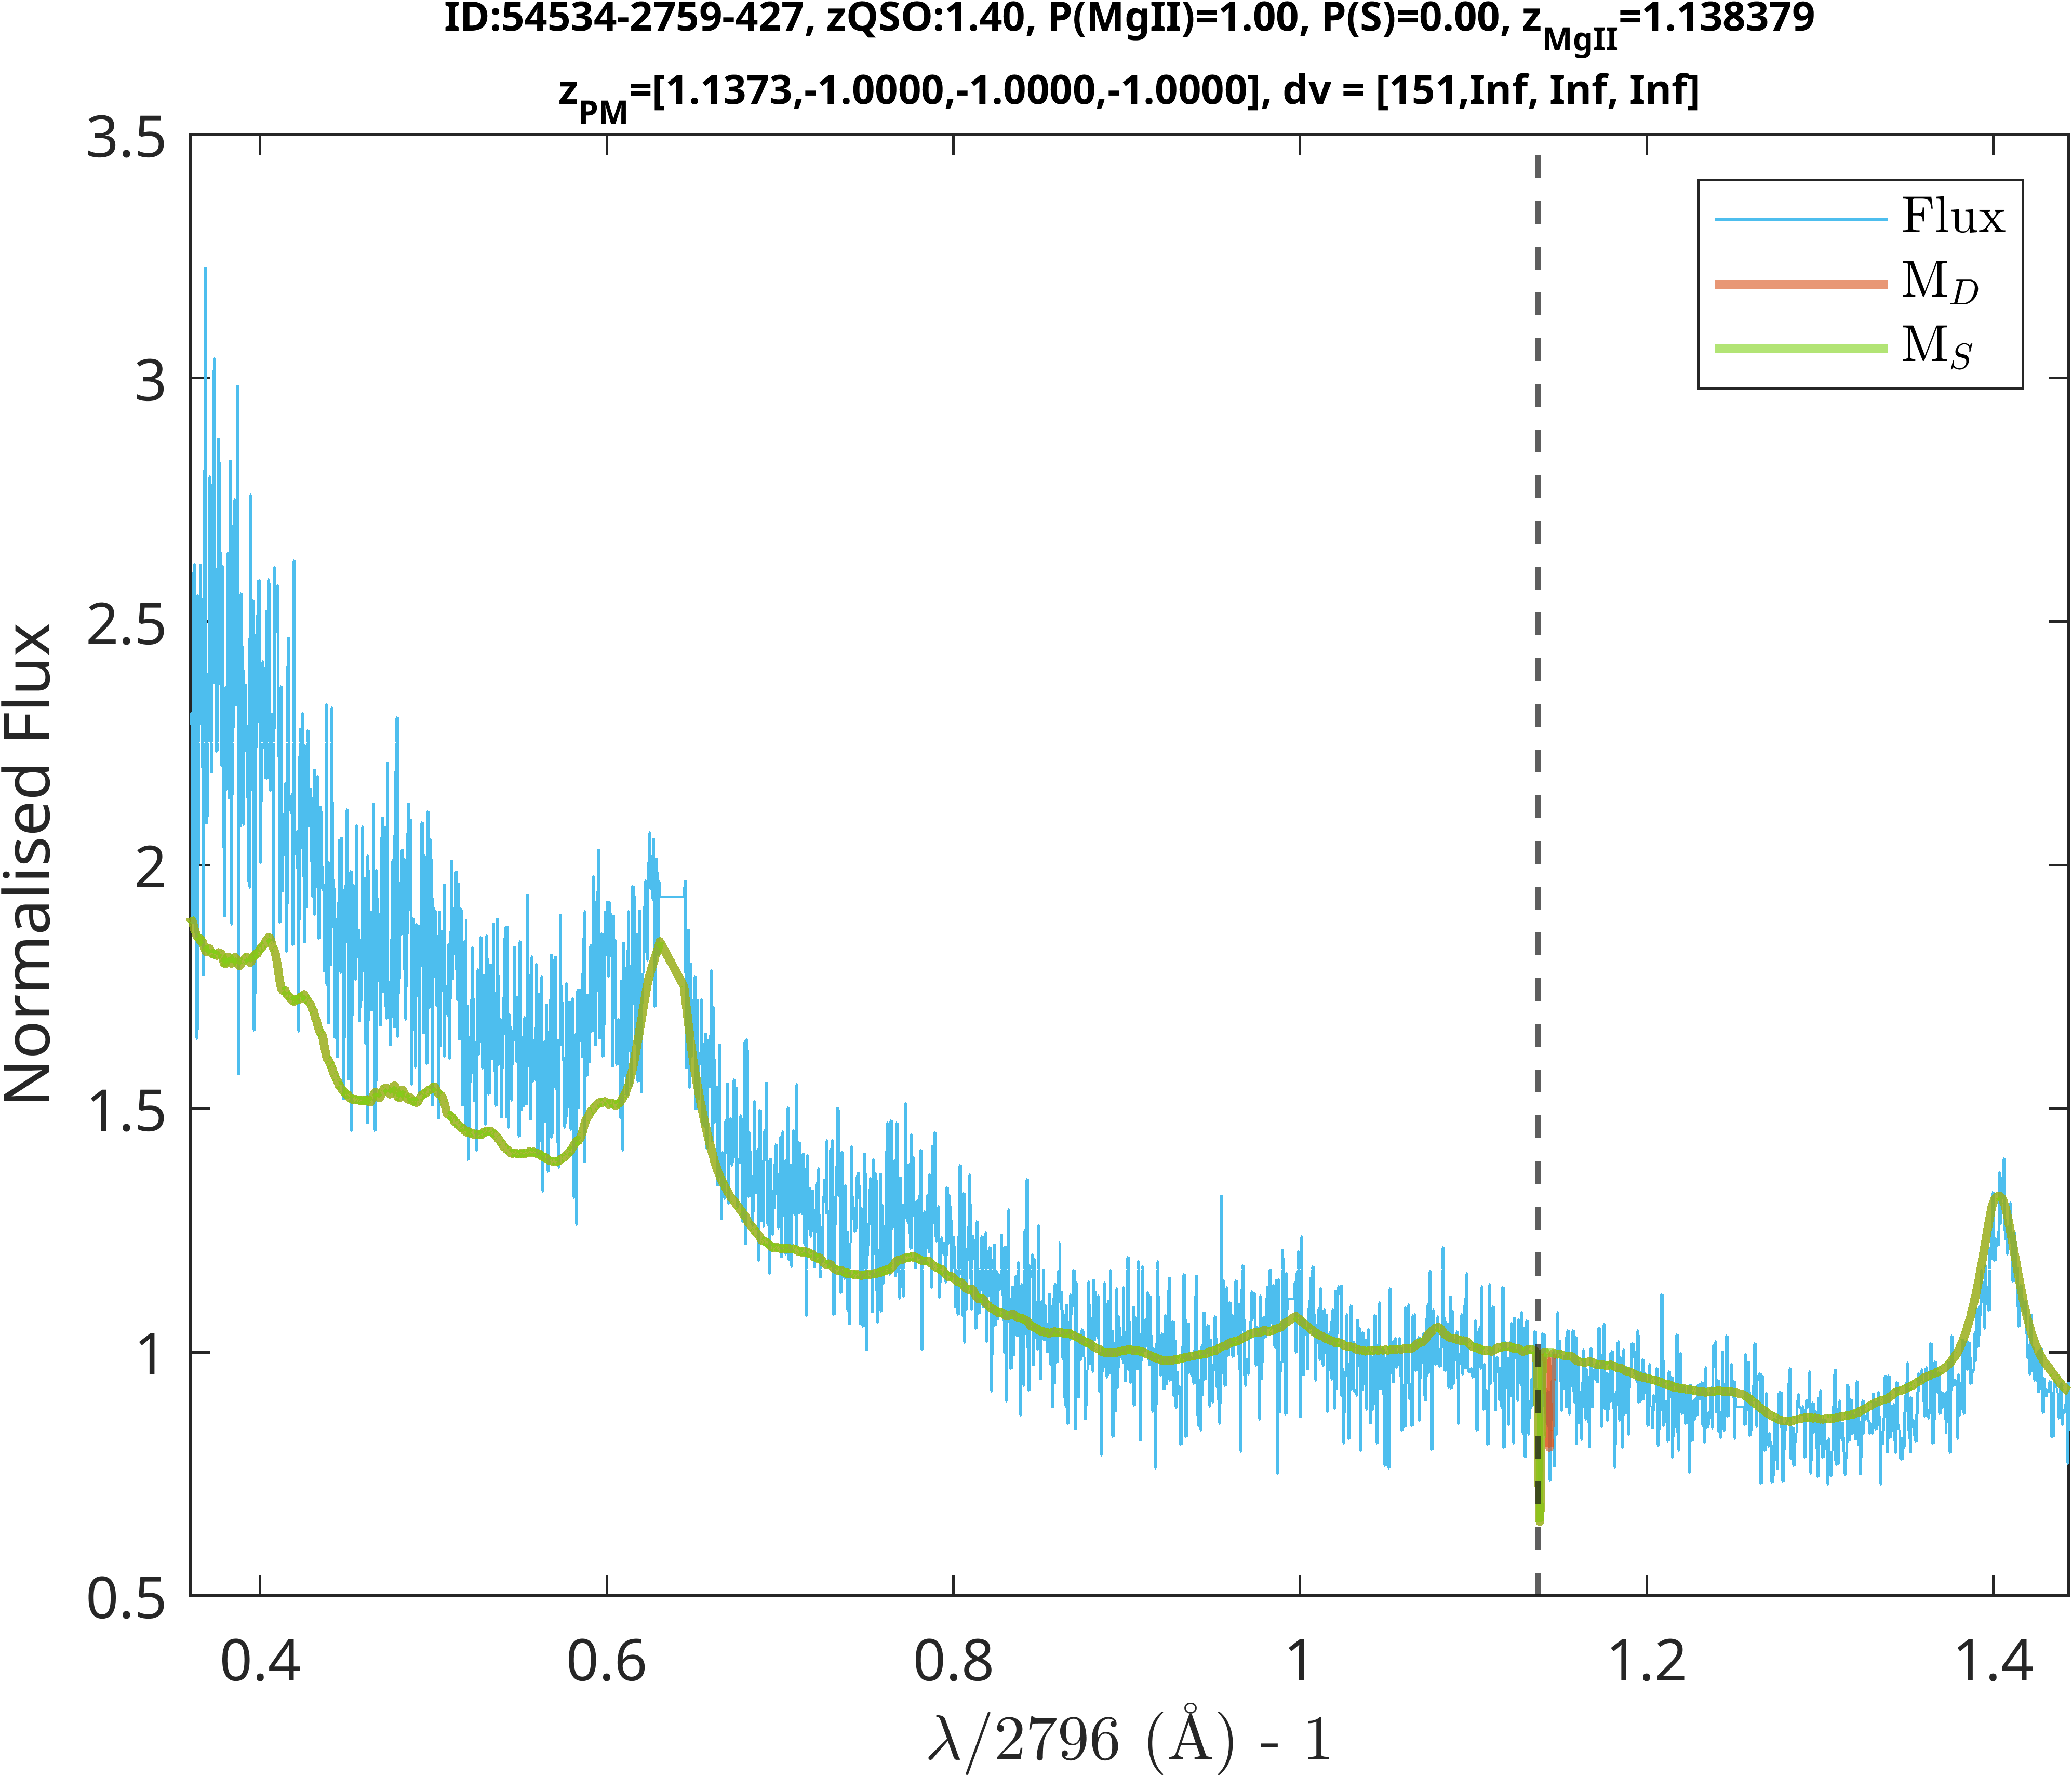 ID:54534-2759-427, zQSO:1.40, P(MgII)=1.00, P(S)=0.00, zMgII=1.138379
zPM=[1.1373,-1.0000,-1.0000,-1.0000], dv = [151,Inf, Inf, Inf]
3.5
3
2.5
2
1.5
1
0.5
Normalised Flux
Flux
MD
MS
0.4
0.6
0.8
1
1.2
1.4
λ/2796 (Å) - 1